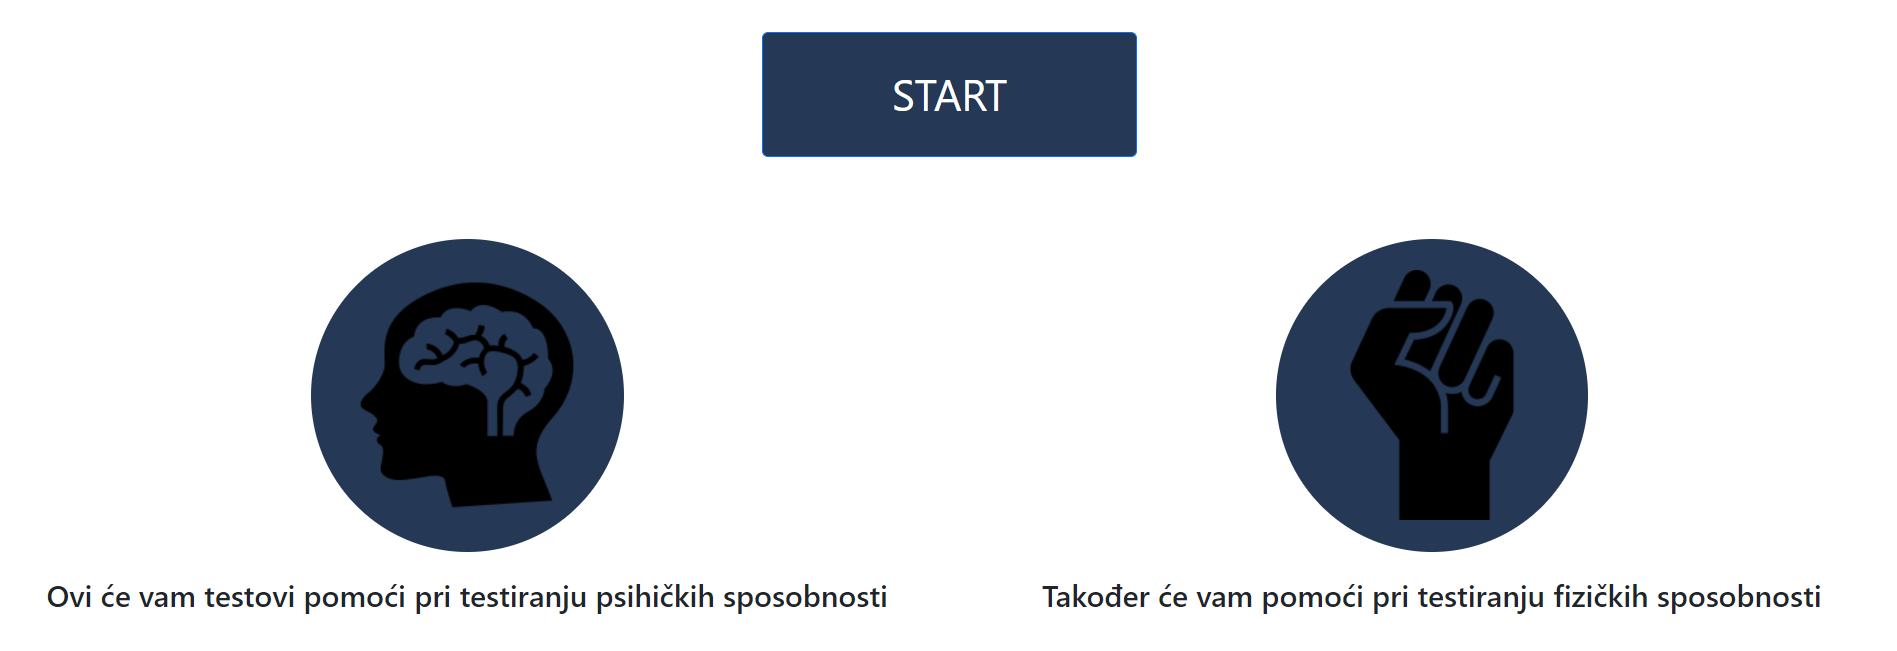 START
Ovi će vam testovi pomoći pri testiranju psihičkih sposobnosti
Također će vam pomoći pri testiranju fizičkih sposobnosti